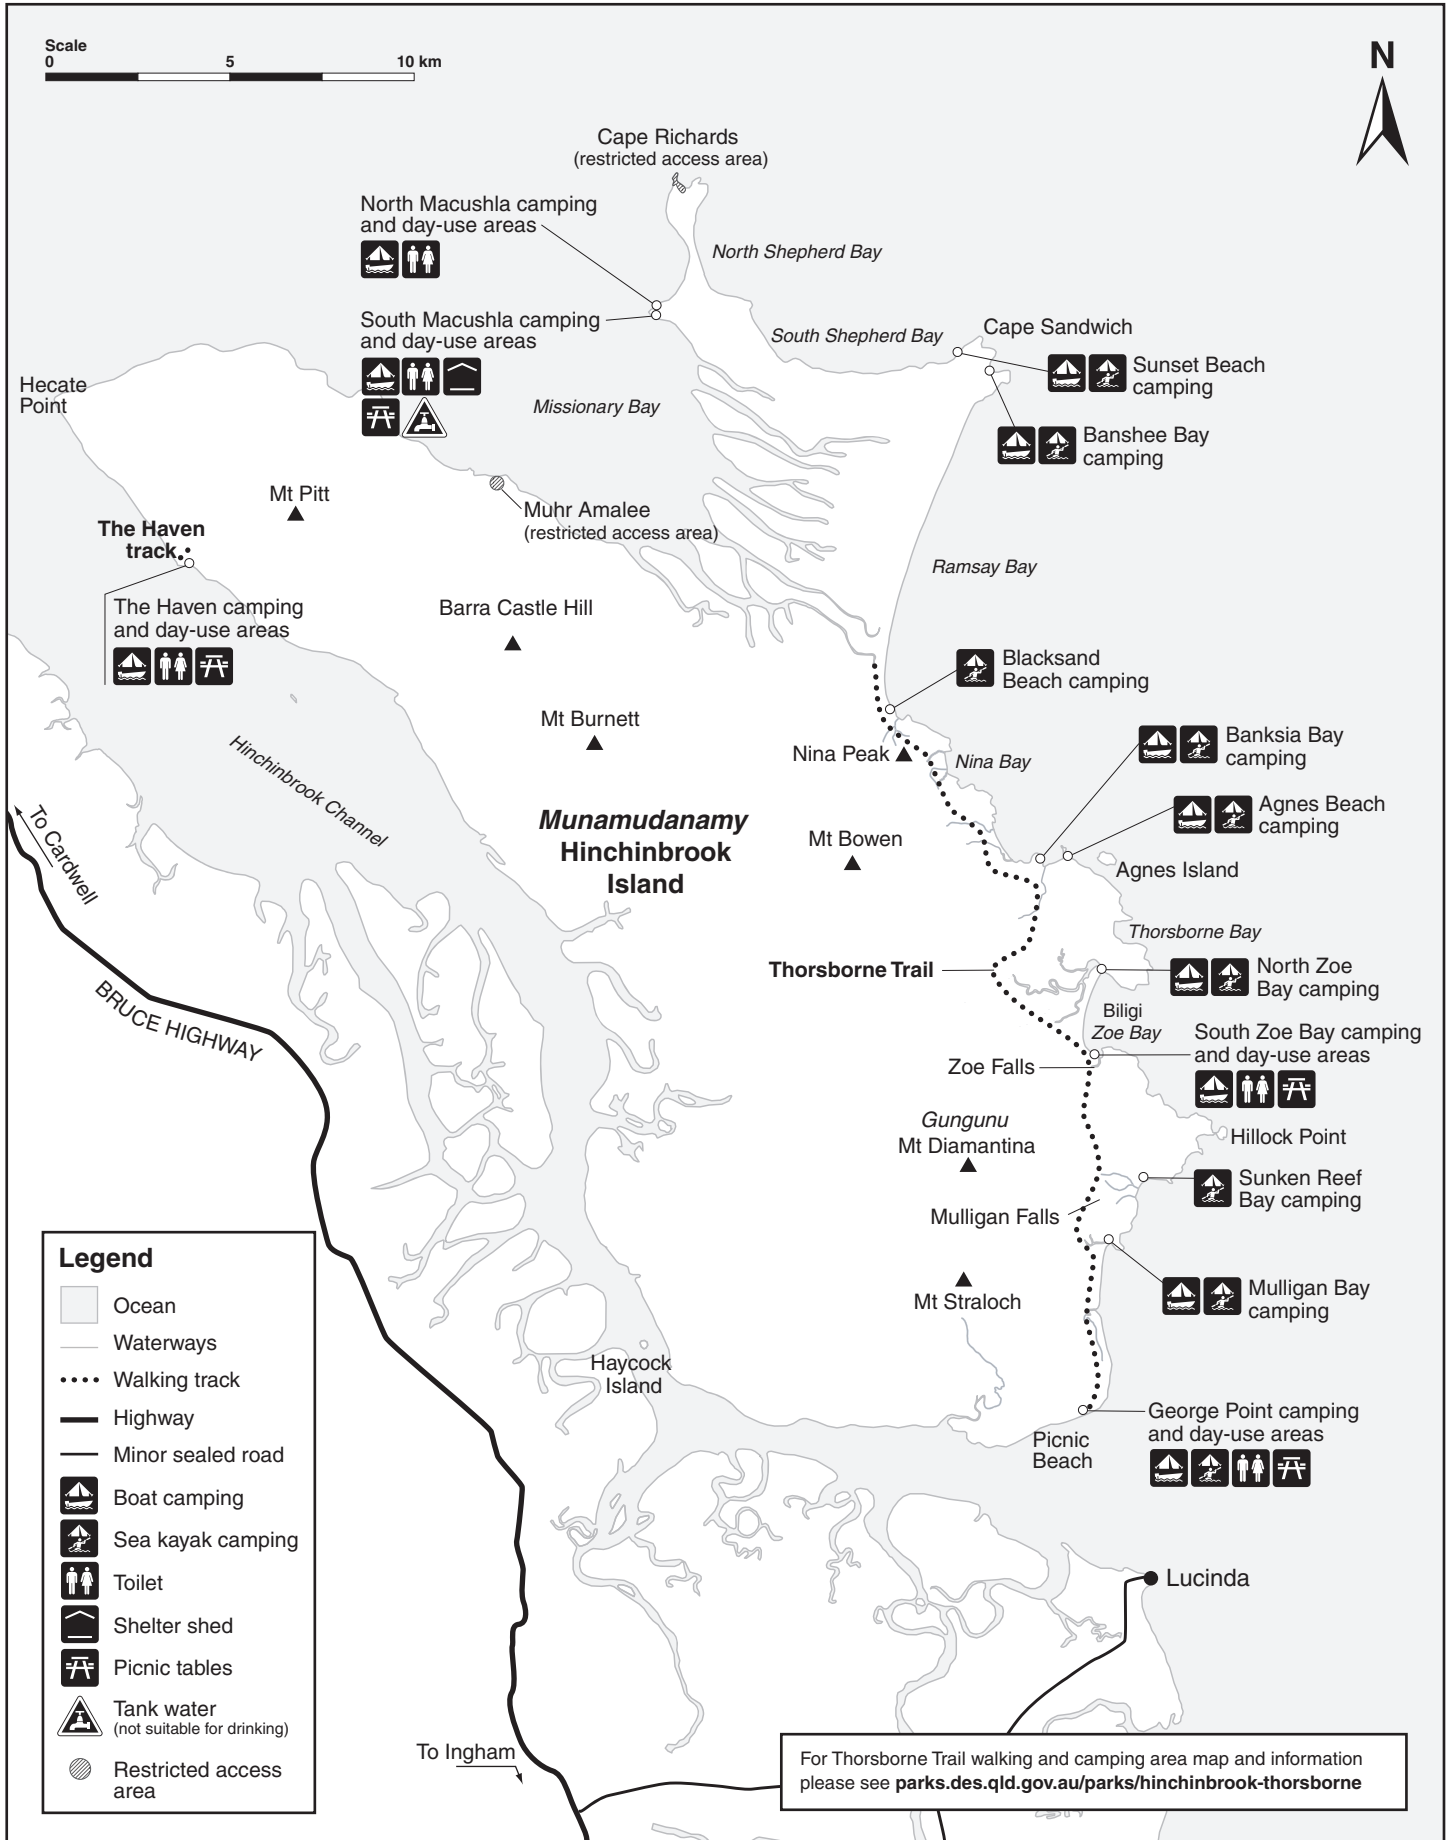 Scale
0 5 10 km
N
Cape Richards
(restricted access area)
North Macushla camping
and day-use areas
North Shepherd Bay
South Macushla camping
and day-use areas
South Shepherd Bay
Cape Sandwich
Sunset Beach
camping
Hecate
Point
Missionary Bay
Banshee Bay
camping
Mt Pitt
Muhr Amalee
(restricted access area)
The Haven
track
Ramsay Bay
The Haven camping
and day-use areas
Barra Castle Hill
Blacksand
Beach camping
Mt Burnett
Nina Peak
Nina Bay
Banksia Bay
camping
Hinchinbrook Channel
Agnes Beach
camping
To Cardwell
Munamudanamy
Hinchinbrook
Island
Mt Bowen
Agnes Island
Thorsborne Bay
Thorsborne Trail
North Zoe
Bay camping
BRUCE HIGHWAY
Biligi
Zoe Bay
South Zoe Bay camping
and day-use areas
Zoe Falls
Gungunu
Mt Diamantina
Hillock Point
Sunken Reef
Bay camping
Mulligan Falls
Mt Straloch
Mulligan Bay
camping
Haycock
Island
George Point camping
and day-use areas
Picnic
Beach
Legend
Ocean
Waterways
Walking track
Highway
Minor sealed road
Boat camping
Sea kayak camping
Toilet
Shelter shed
Picnic tables
Tank water
(not suitable for drinking)
Restricted access
area
Lucinda
To Ingham
For Thorsborne Trail walking and camping area map and information
please see parks.des.qld.gov.au/parks/hinchinbrook-thorsborne